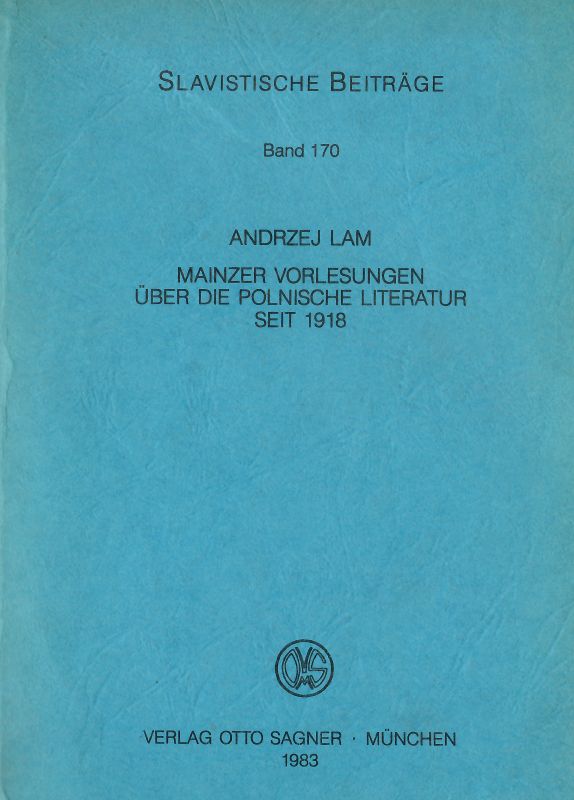 SLAVISTISCHE BEITRÄGE
Band 170
ANDRZEJ LAM
MAINZER VORLESUNGEN
ÜBER DIE POLNISCHE LITERATUR
SEIT 1918
VERLAG OTTO SAGNER · MÜNCHEN
1983